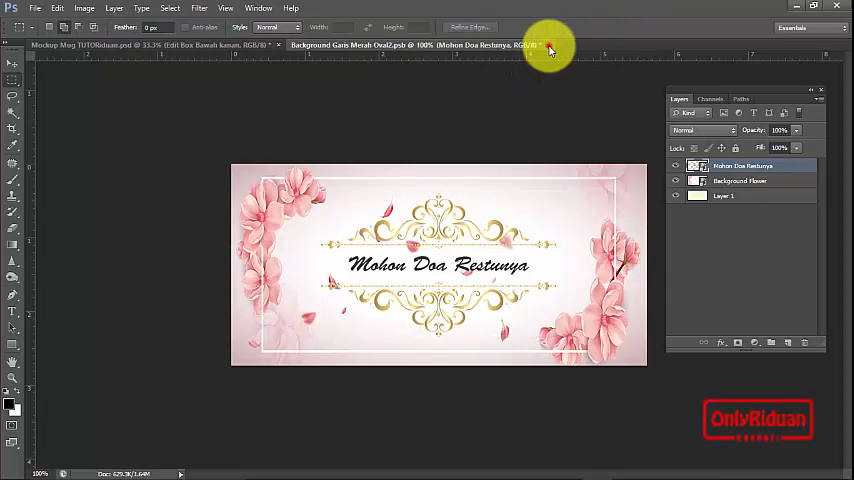 Ps File Edit Image Layer Type Select Filter View Window Help
Feather: 0 px Anti-alias Style: Normal Width: Height: Refine Edge... Essentials
Mockup Mug TUTORiduan.psd @ 33.3% (Edit Box Bawah kanan, RGB/8) * × Background Garis Merah Oval2.psb @ 100% (Mohon Doa Restunya, RGB/8) *
Layers Channels Paths
Kind
Normal Opacity: 100%
Lock: Fill: 100%
Mohon Doa Restunya
Background Flower
Layer 1
Mohon Doa Restunya
OnlyRiduan
100% Doc: 629.3K/1.64M